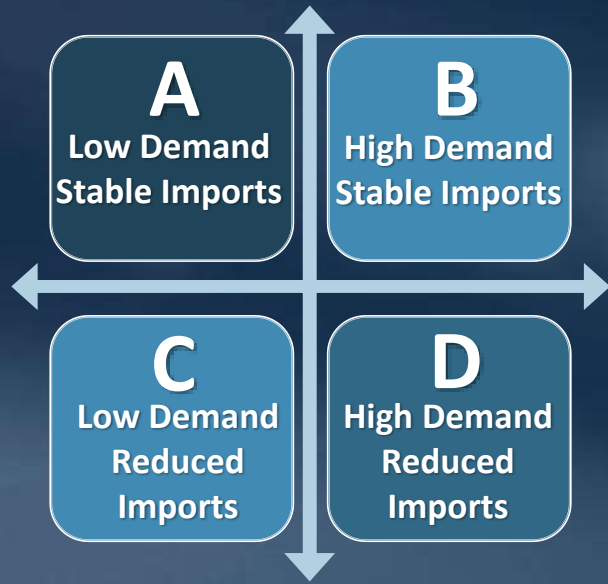 A
Low Demand
Stable Imports
B
High Demand
Stable Imports
C
Low Demand
Reduced
Imports
D
High Demand
Reduced
Imports